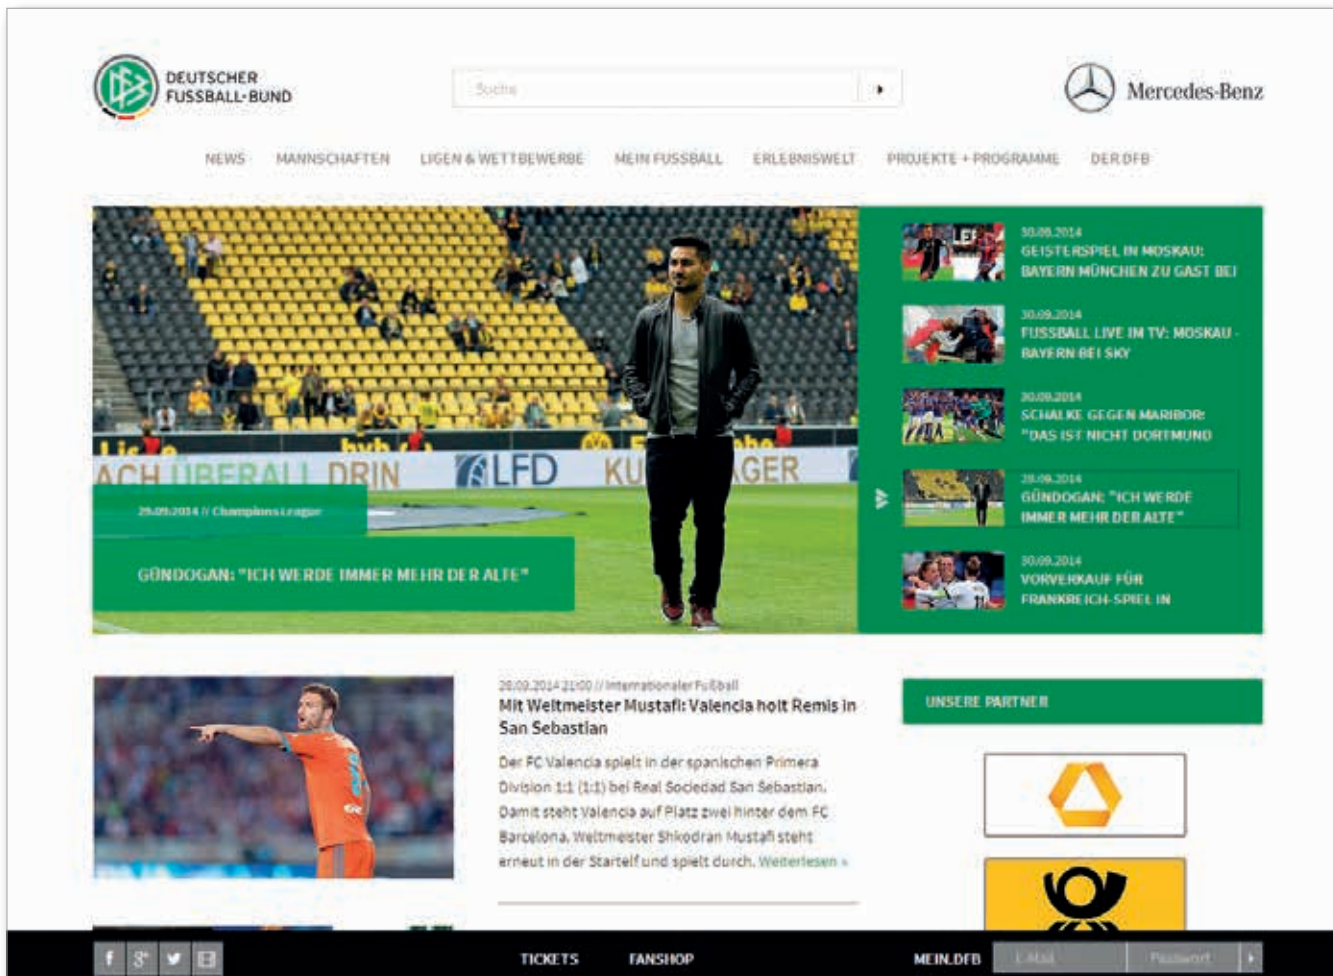 DEUTSCHER
FUSSBALL-BUND
Suche
Mercedes-Benz
NEWS MANNSCHAFTEN LIGEN & WETTBEWERBE MEIN FUSSBALL ERLEBNISWELT PROJEKTE + PROGRAMME DER DFB
ACH ÜBERALL DRIN LFD
29.09.2014 // Champions League
GÜNDOGAN: "ICH WERDE IMMER MEHR DER ALTE"
30.09.2014
GEISTERSPIEL IN MOSKAU:
BAYERN MÜNCHEN ZU GAST BEI
30.09.2014
FUSSBALL LIVE IM TV: MOSKAU -
BAYERN BEI SKY
30.09.2014
SCHALKE GEGEN MARIBOR:
"DAS IST NICHT DORTMUND
29.09.2014
GÜNDOGAN: "ICH WERDE
IMMER MEHR DER ALTE"
30.09.2014
VORVERKAUF FÜR
FRANKREICH-SPIEL IN
28.09.2014 21:00 // Internationaler Fußball
Mit Weltmeister Mustafi: Valencia holt Remis in
San Sebastian
Der FC Valencia spielt in der spanischen Primera
Division 1:1 (1:1) bei Real Sociedad San Sebastian.
Damit steht Valencia auf Platz zwei hinter dem FC
Barcelona. Weltmeister Shkodran Mustafi steht
erneut in der Startelf und spielt durch. Weiterlesen »
UNSERE PARTNER
TICKETS FANSHOP MEIN.DFB E-Mail Passwort